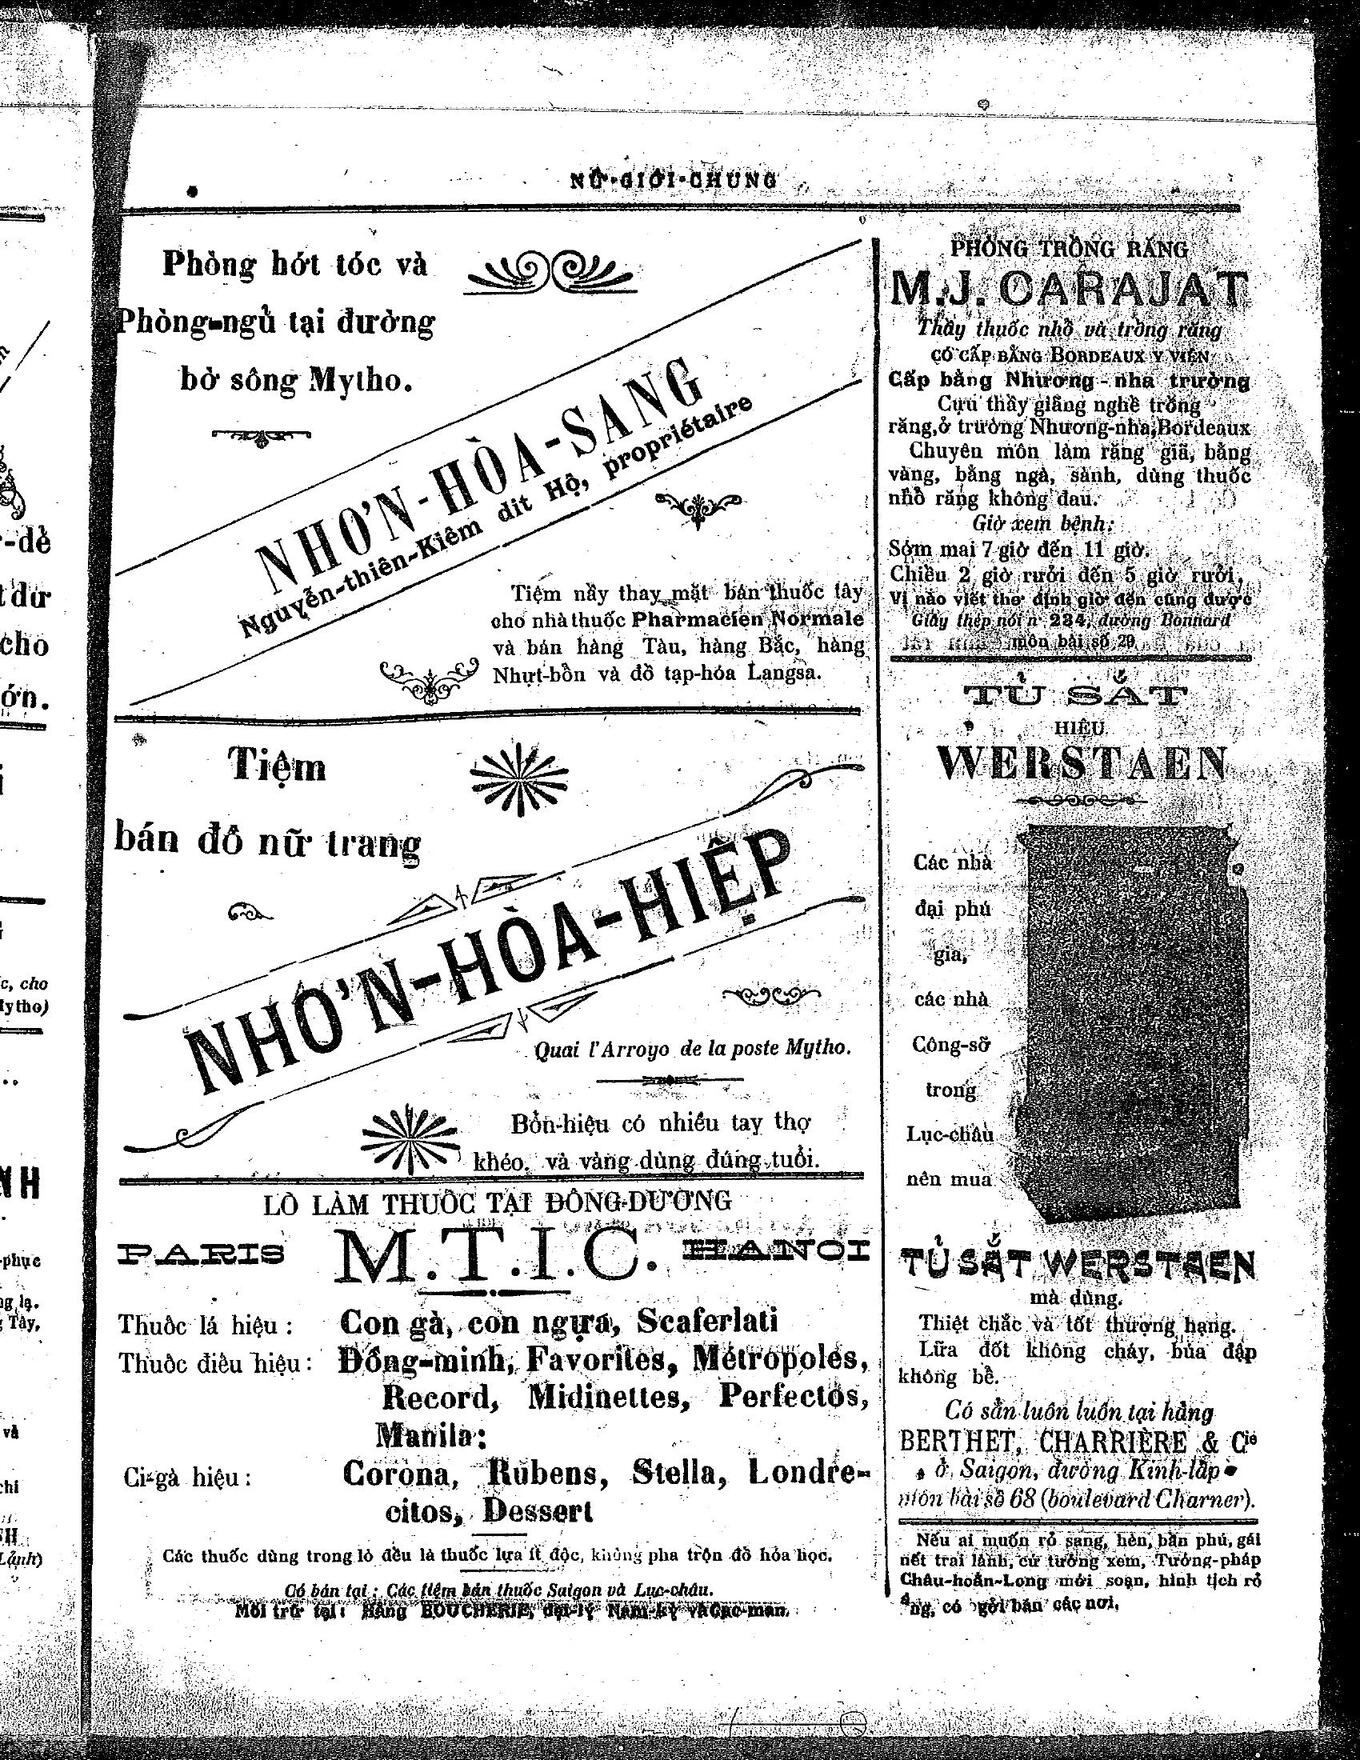 NỮ-GIỚI-CHUNG
Phòng hớt tóc và
Phòng-ngủ tại đường
bờ sông Mytho.
NHƠN-HÒA-SANG
Nguyễn-thiên-Kiêm dit Hộ, propriétaire
Tiệm nầy thay mặt bán thuốc tây
cho nhà thuốc Pharmacien Normale
và bán hàng Tàu, hàng Bắc, hàng
Nhựt-bổn và đồ tạp-hóa Langsa.
Tiệm
bán đồ nữ trang
NHƠN-HÒA-HIỆP
Quai l'Arroyo de la poste Mytho.
Bổn-hiệu có nhiều tay thợ
khéo, và vàng dùng đúng tuổi.
LÒ LÀM THUỐC TẠI ĐÔNG-DƯƠNG
PARIS M.T.I.C. HANOI
Thuốc lá hiệu : Con gà, con ngựa, Scaferlati
Thuốc điếu hiệu : Đồng-minh, Favorites, Métropoles,
Record, Midinettes, Perfectos,
Manila:
Ci-gà hiệu : Corona, Rubens, Stella, Londre-
citos, Dessert
Các thuốc dùng trong lò đều là thuốc lựa ít độc, không pha trộn đồ hóa học.
Có bán tại : Các tiệm bán thuốc Saigon và Lục-châu.
Môi trữ tại : Hãng BOUCHERIE, đại-lý Nam-kỳ và Cao-man.
PHÒNG TRỒNG RĂNG
M.J. CARAJAT
Thầy thuốc nhổ và trồng răng
CÓ CẤP BẰNG BORDEAUX Y VIỆN
Cấp bằng Nhương-nha trường
Cựu thầy giảng nghề trồng
răng, ở trường Nhương-nha, Bordeaux
Chuyên môn làm răng giã, bằng
vàng, bằng ngà, sành, dùng thuốc
nhổ răng không đau.
Giờ xem bệnh:
Sớm mai 7 giờ đến 11 giờ.
Chiều 2 giờ rưởi đến 5 giờ rưởi,
Vị nào viết thơ định giờ đến cũng được
Giây thép nói n° 234, đường Bonnard
môn bài số 29
TỦ SẮT
HIỆU
WERSTAEN
Các nhà
đại phú
gia,
các nhà
Công-sở
trong
Lục-châu
nên mua
TỦ SẮT WERSTAEN
mà dùng.
Thiệt chắc và tốt thượng hạng.
Lửa đốt không cháy, búa đập
không bể.
Có sẵn luôn luôn tại hàng
BERTHET, CHARRIÈRE & Cie
ở Saigon, đường Kinh-lấp
môn bài số 68 (boulevard Charner).
Nếu ai muốn rỏ sang, hèn, bần phú, gái
nết trai lành, cứ tướng xem, Tướng-pháp
Châu-hoằn-Long mới soạn, hình tịch rỏ
có gởi bán các nơi.